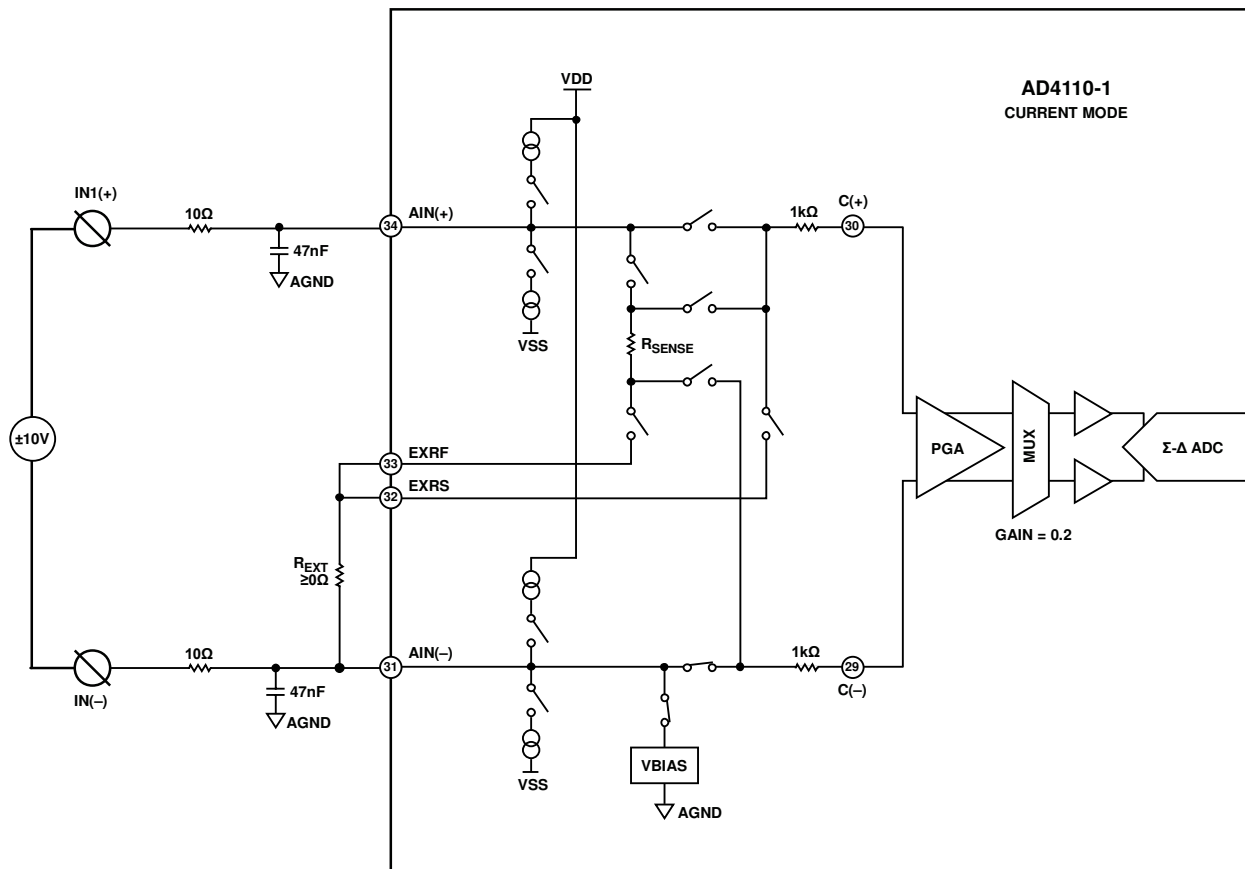 VDD
AD4110-1
CURRENT MODE
IN1(+)
10Ω
47nF
AGND
34
AIN(+)
VSS
RSENSE
1kΩ
C(+)
30
±10V
33
EXRF
32
EXRS
REXT
≥0Ω
PGA
MUX
Σ-Δ ADC
GAIN = 0.2
IN(–)
10Ω
47nF
AGND
31
AIN(–)
VSS
VBIAS
AGND
1kΩ
29
C(–)